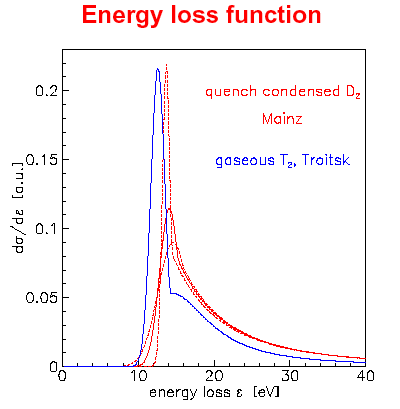 Energy loss function
quench condensed D₂
Mainz
gaseous T₂, Troitsk
dσ/dε [a.u.]
0.2
0.15
0.1
0.05
0
0 10 20 30 40
energy loss ε [eV]